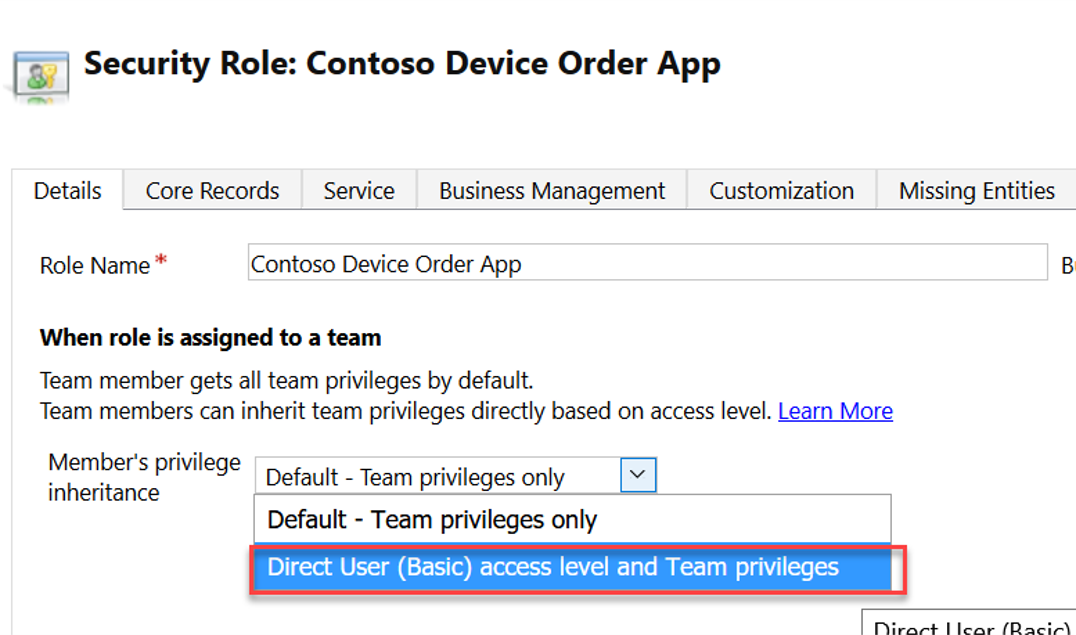 Security Role: Contoso Device Order App
Details Core Records Service Business Management Customization Missing Entities
Role Name* Contoso Device Order App
When role is assigned to a team
Team member gets all team privileges by default.
Team members can inherit team privileges directly based on access level. Learn More
Member's privilege inheritance
Default - Team privileges only
Default - Team privileges only
Direct User (Basic) access level and Team privileges
Direct User (Basic)